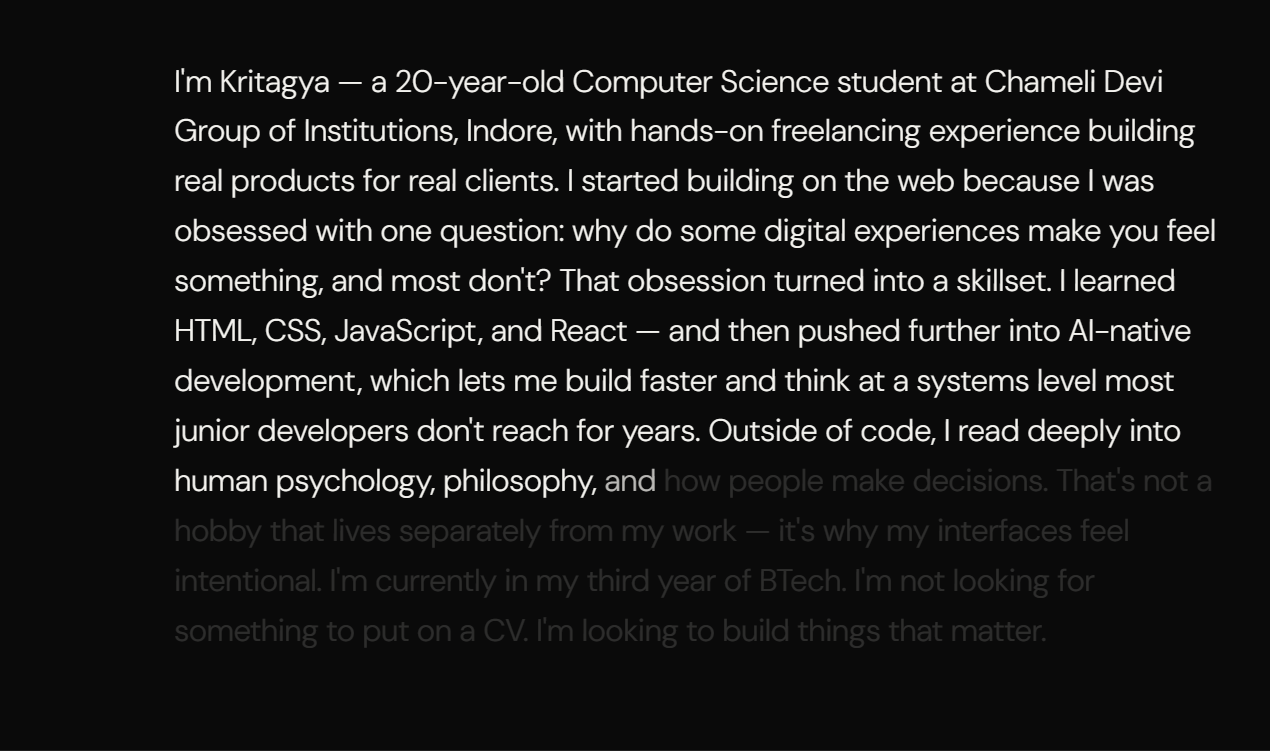 I'm Kritagya — a 20-year-old Computer Science student at Chameli Devi
Group of Institutions, Indore, with hands-on freelancing experience building
real products for real clients. I started building on the web because I was
obsessed with one question: why do some digital experiences make you feel
something, and most don't? That obsession turned into a skillset. I learned
HTML, CSS, JavaScript, and React — and then pushed further into AI-native
development, which lets me build faster and think at a systems level most
junior developers don't reach for years. Outside of code, I read deeply into
human psychology, philosophy, and how people make decisions. That's not a
hobby that lives separately from my work — it's why my interfaces feel
intentional. I'm currently in my third year of BTech. I'm not looking for
something to put on a CV. I'm looking to build things that matter.